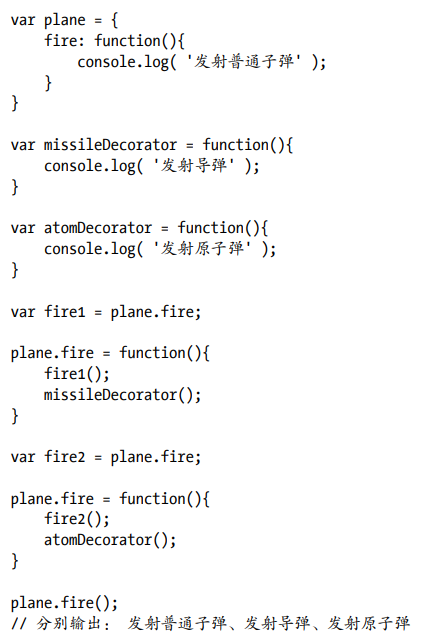 var plane = {
    fire: function(){
        console.log( '发射普通子弹' );
    }
}

var missileDecorator = function(){
    console.log( '发射导弹' );
}

var atomDecorator = function(){
    console.log( '发射原子弹' );
}

var fire1 = plane.fire;

plane.fire = function(){
    fire1();
    missileDecorator();
}

var fire2 = plane.fire;

plane.fire = function(){
    fire2();
    atomDecorator();
}

plane.fire();
// 分别输出： 发射普通子弹、发射导弹、发射原子弹